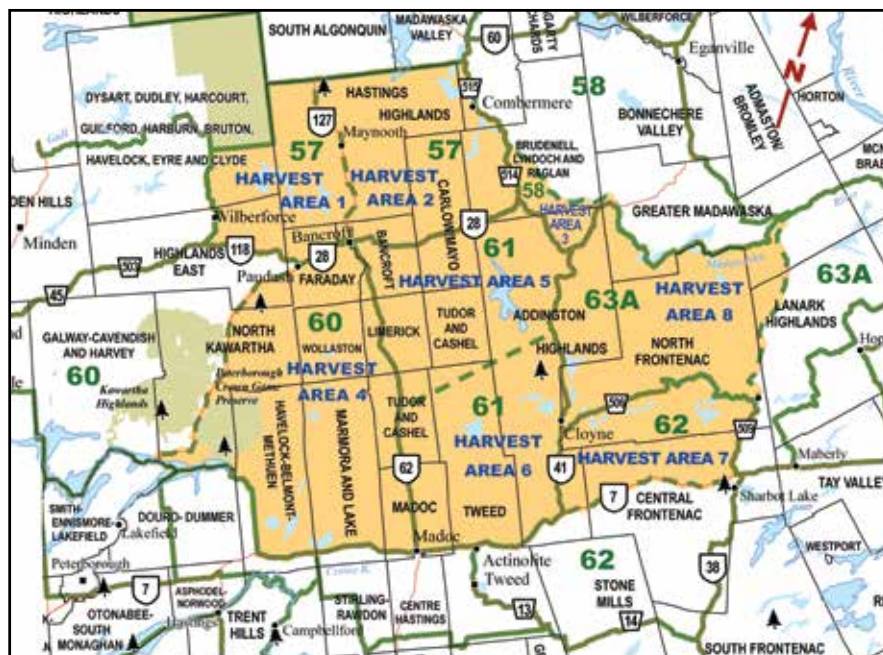 SOUTH ALGONQUIN
MADAWASKA
VALLEY
60
WILBERFORCE
Eganville
N
River
HORTON
ADMASTON/
BROMLEY
58
BONNECHERE
VALLEY
DYSART, DUDLEY, HARCOURT,
GUILFORD, HARBURN, BRUTON,
HAVELOCK, EYRE AND CLYDE
Gull
HASTINGS
HIGHLANDS
127
515
Combermere
Maynooth
57
HARVEST
AREA 1
HARVEST
AREA 2
57
CARLOW/MAYO
BRUDENELL,
LYNDOCH AND
RAGLAN
514
58
HARVEST
AREA 3
GREATER MADAWASKA
River
Minden
Wilberforce
HIGHLANDS
EAST
118
503
45
Paudash
28
Bancroft
FARADAY
BANCROFT
28
61
HARVEST AREA 5
63A
63A
HARVEST
AREA 8
LANARK
HIGHLANDS
GALWAY-CAVENDISH
AND HARVEY
60
Kawartha
Highlands
NORTH
KAWARTHA
60
WOLLASTON
HARVEST
AREA 4
LIMERICK
TUDOR
AND
CASHEL
ADDINGTON
HIGHLANDS
NORTH
FRONTENAC
Peterborough
Crown Game
Preserve
HAVELOCK-BELMONT-
METHUEN
MARMORA AND LAKE
TUDOR
AND
CASHEL
61
HARVEST
AREA 6
Cloyne
506
62
509
HARVEST AREA 7
41
7
62
MADOC
TWEED
CENTRAL
FRONTENAC
Sharbot Lake
Maberly
TAY VALLEY
SMITH-
ENNISMORE-
LAKEFIELD
Lakefield
DOURO-DUMMER
Madoc
Actinolite
Tweed
62
STONE
MILLS
38
WESTPORT
Peterborough
7
ASPHODEL-
NORWOOD
Hastings
OTONABEE-
SOUTH
MONAGHAN
TRENT
HILLS
Campbellford
STIRLING-
RAWDON
CENTRE
HASTINGS
13
14
SOUTH FRONTENAC